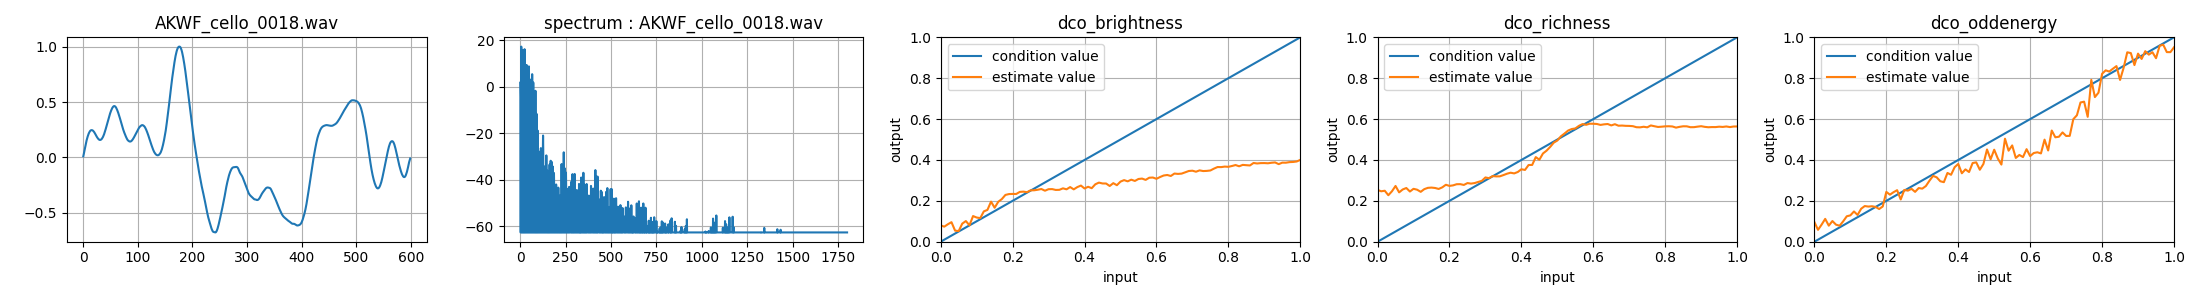 AKWF_cello_0018.wav
1.0
0.5
0.0
−0.5
0 100 200 300 400 500 600
spectrum : AKWF_cello_0018.wav
20
0
−20
−40
−60
0 250 500 750 1000 1250 1500 1750
dco_brightness
condition value
estimate value
output
1.0
0.8
0.6
0.4
0.2
0.0
0.0 0.2 0.4 0.6 0.8 1.0
input
dco_richness
condition value
estimate value
output
1.0
0.8
0.6
0.4
0.2
0.0
0.0 0.2 0.4 0.6 0.8 1.0
input
dco_oddenergy
condition value
estimate value
output
1.0
0.8
0.6
0.4
0.2
0.0
0.0 0.2 0.4 0.6 0.8 1.0
input